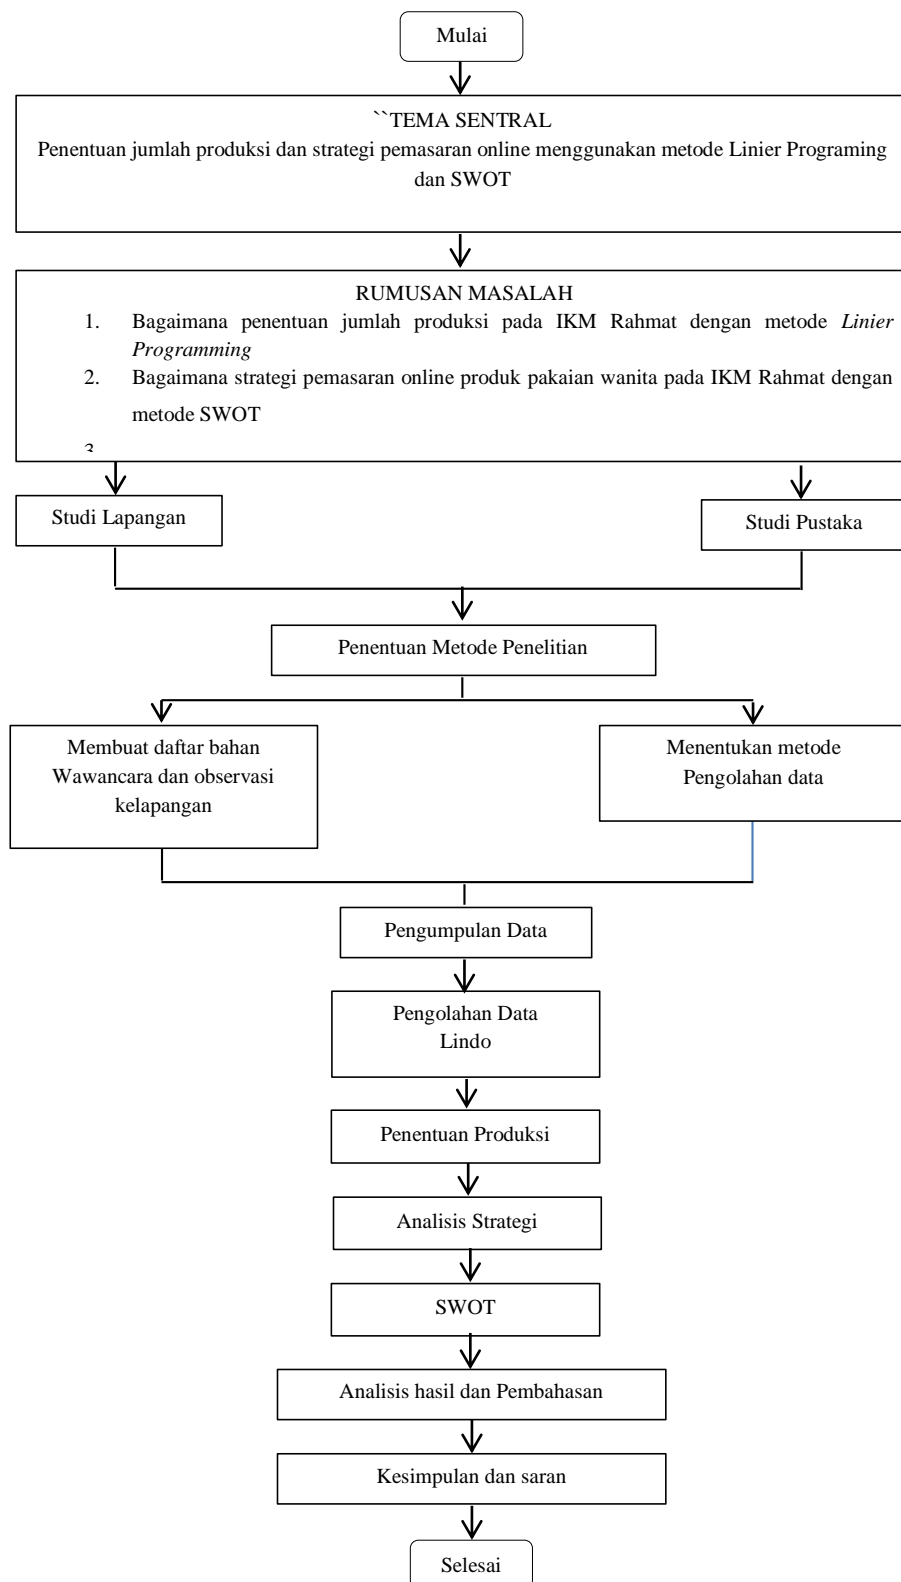 Mulai
``TEMA SENTRAL
Penentuan jumlah produksi dan strategi pemasaran online menggunakan metode Linier Programing
dan SWOT
RUMUSAN MASALAH
1. Bagaimana penentuan jumlah produksi pada IKM Rahmat dengan metode Linier
Programming
2. Bagaimana strategi pemasaran online produk pakaian wanita pada IKM Rahmat dengan
metode SWOT
Studi Lapangan
Studi Pustaka
Penentuan Metode Penelitian
Membuat daftar bahan
Wawancara dan observasi
kelapangan
Menentukan metode
Pengolahan data
Pengumpulan Data
Pengolahan Data
Lindo
Penentuan Produksi
Analisis Strategi
SWOT
Analisis hasil dan Pembahasan
Kesimpulan dan saran
Selesai